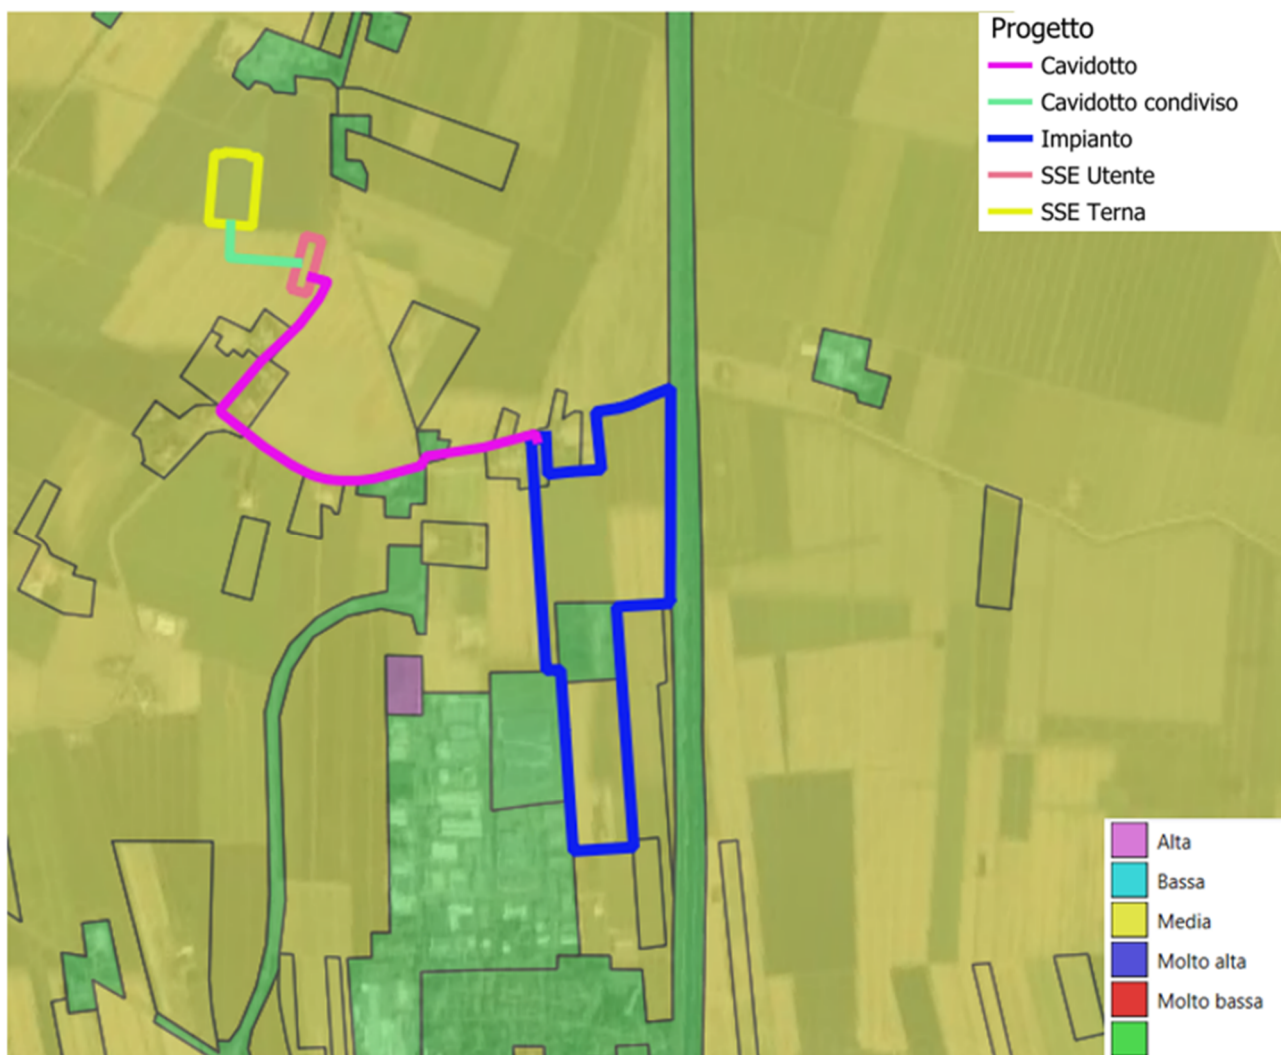 Progetto
Cavidotto
Cavidotto condiviso
Impianto
SSE Utente
SSE Terna
Alta
Bassa
Media
Molto alta
Molto bassa